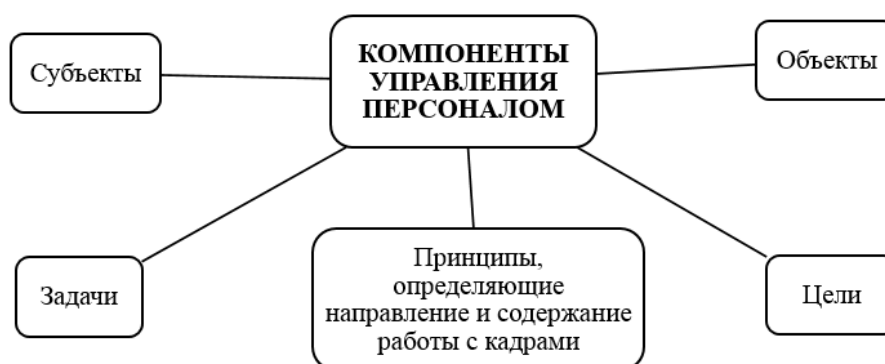 Субъекты
КОМПОНЕНТЫ
УПРАВЛЕНИЯ
ПЕРСОНАЛОМ
Объекты
Задачи
Принципы,
определяющие
направление и содержание
работы с кадрами
Цели